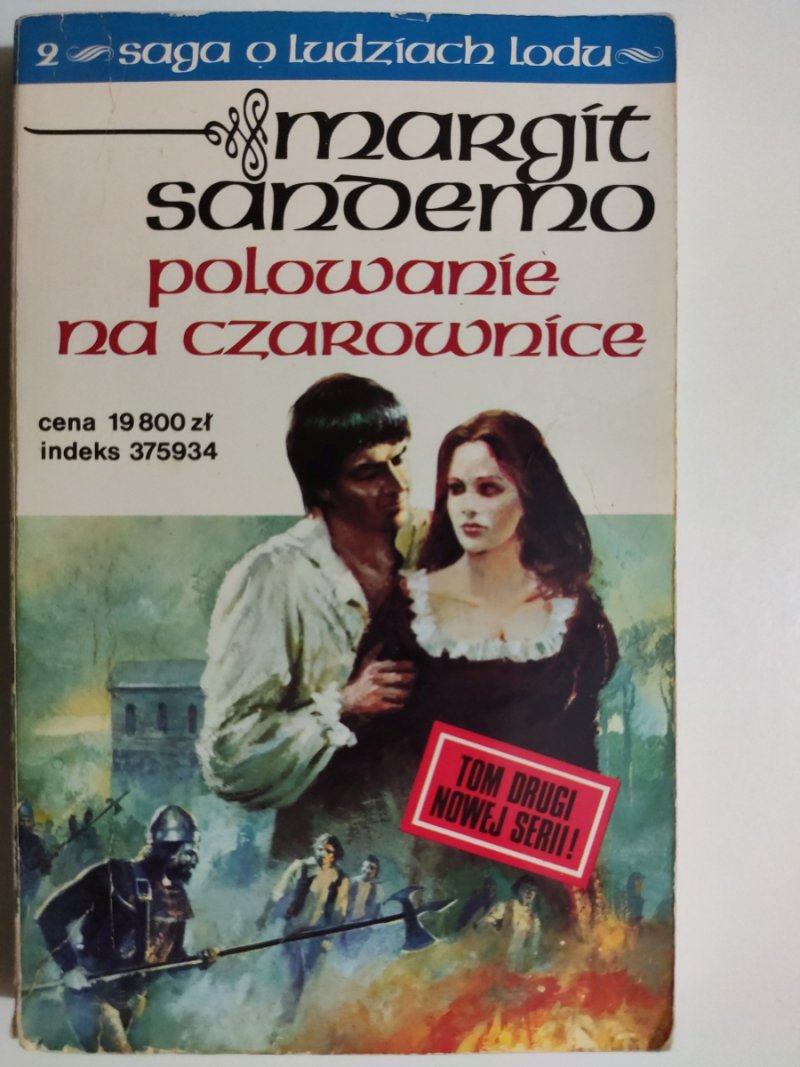 2 saga o ludziach lodu
margit
sandemo
polowanie
na czarownice
cena 19 800 zł
indeks 375934
TOM DRUGI
NOWEJ SERII!